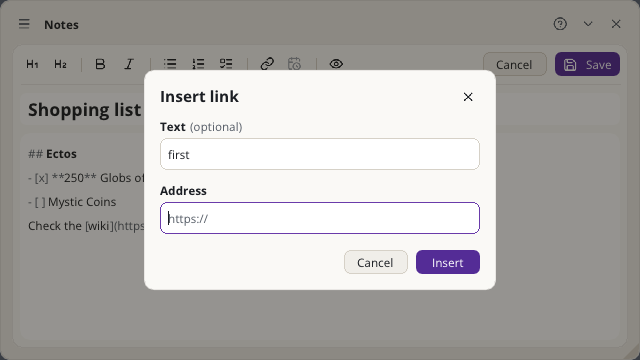 Notes
H1 H2 B I Cancel Save
Shopping list
## Ectos
- [x] **250** Globs of
- [ ] Mystic Coins
Check the [wiki](https
Insert link
Text (optional)
first
Address
https://
Cancel Insert